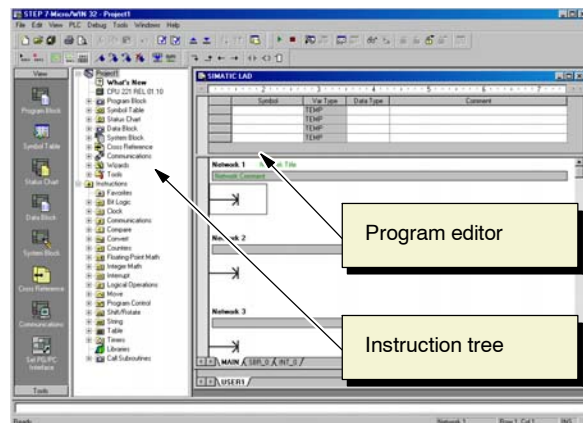 STEP 7-Micro/WIN 32 - Project1
File Edit View PLC Debug Tools Windows Help
View
Program Block
Symbol Table
Status Chart
Data Block
System Block
Cross Reference
Communications
Set PG/PC Interface
Tools
Project1
What's New
CPU 221 REL 01.10
Program Block
Symbol Table
Status Chart
Data Block
System Block
Cross Reference
Communications
Wizards
Tools
Instructions
Favorites
Bit Logic
Clock
Communications
Compare
Convert
Counters
Floating-Point Math
Integer Math
Interrupt
Logical Operations
Move
Program Control
Shift/Rotate
String
Table
Timers
Libraries
Call Subroutines
SIMATIC LAD
Symbol Var Type Data Type Comment
TEMP
TEMP
TEMP
TEMP
Network 1 Title
Network Comment
Network 2
Network 3
MAIN SBR_0 INT_0
USER1
Program editor
Instruction tree
Ready
Network 1 Row 1, Col 1 INS